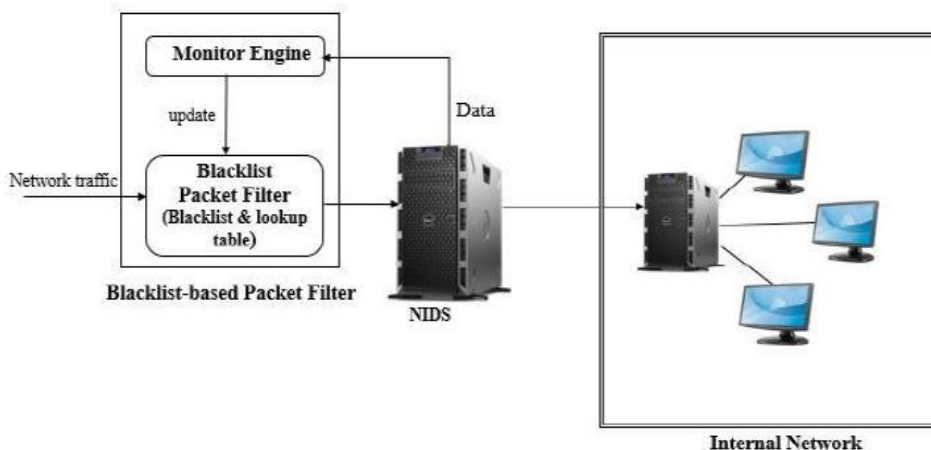 Monitor Engine
update
Data
Network traffic
Blacklist
Packet Filter
(Blacklist & lookup
table)
Blacklist-based Packet Filter
NIDS
Internal Network